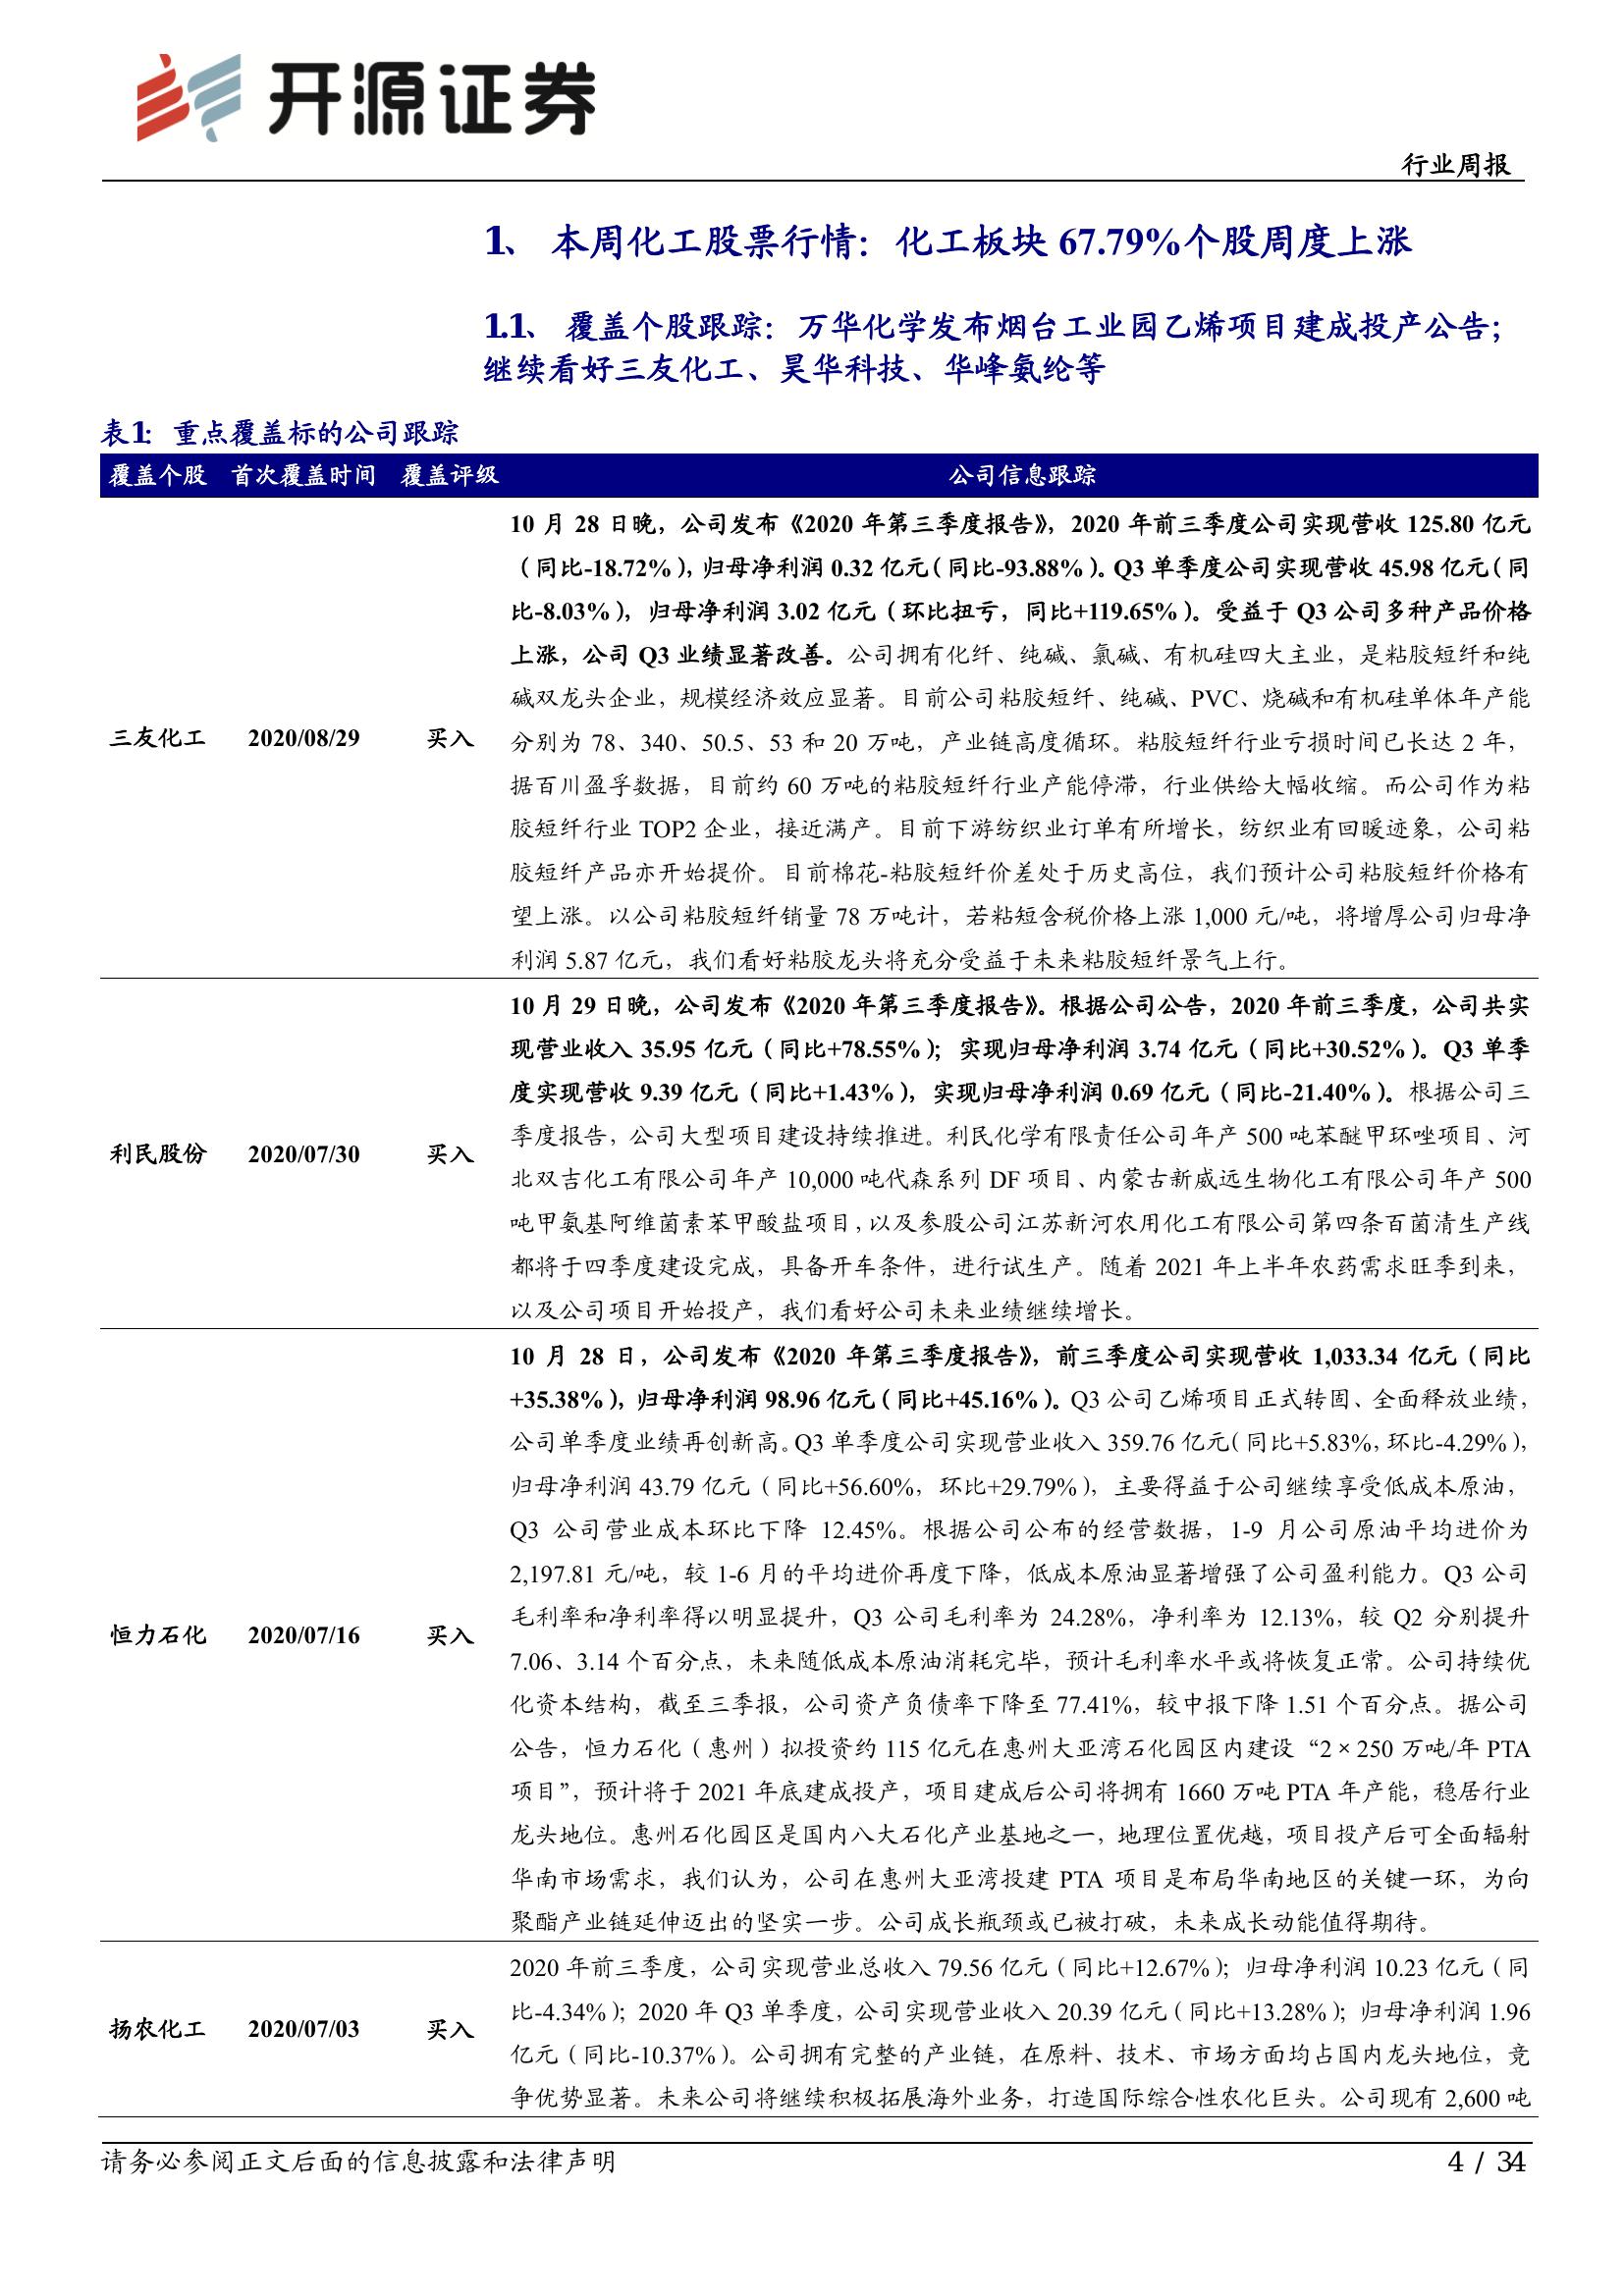 开源证券
行业周报
1、 本周化工股票行情：化工板块 67.79%个股周度上涨
1.1、 覆盖个股跟踪：万华化学发布烟台工业园乙烯项目建成投产公告；
继续看好三友化工、昊华科技、华峰氨纶等
表1： 重点覆盖标的公司跟踪
覆盖个股 首次覆盖时间 覆盖评级 公司信息跟踪
10 月 28 日晚，公司发布《2020 年第三季度报告》，2020 年前三季度公司实现营收 125.80 亿元
（同比-18.72%），归母净利润 0.32 亿元（同比-93.88%）。Q3 单季度公司实现营收 45.98 亿元（同
比-8.03%），归母净利润 3.02 亿元（环比扭亏，同比+119.65%）。受益于 Q3 公司多种产品价格
上涨，公司 Q3 业绩显著改善。公司拥有化纤、纯碱、氯碱、有机硅四大主业，是粘胶短纤和纯
碱双龙头企业，规模经济效应显著。目前公司粘胶短纤、纯碱、PVC、烧碱和有机硅单体年产能
三友化工 2020/08/29 买入 分别为 78、340、50.5、53 和 20 万吨，产业链高度循环。粘胶短纤行业亏损时间已长达 2 年，
据百川盈孚数据，目前约 60 万吨的粘胶短纤行业产能停滞，行业供给大幅收缩。而公司作为粘
胶短纤行业 TOP2 企业，接近满产。目前下游纺织业订单有所增长，纺织业有回暖迹象，公司粘
胶短纤产品亦开始提价。目前棉花-粘胶短纤价差处于历史高位，我们预计公司粘胶短纤价格有
望上涨。以公司粘胶短纤销量 78 万吨计，若粘短含税价格上涨 1,000 元/吨，将增厚公司归母净
利润 5.87 亿元，我们看好粘胶龙头将充分受益于未来粘胶短纤景气上行。
10 月 29 日晚，公司发布《2020 年第三季度报告》。根据公司公告，2020 年前三季度，公司共实
现营业收入 35.95 亿元（同比+78.55%）；实现归母净利润 3.74 亿元（同比+30.52%）。Q3 单季
度实现营收 9.39 亿元（同比+1.43%），实现归母净利润 0.69 亿元（同比-21.40%）。根据公司三
季度报告，公司大型项目建设持续推进。利民化学有限责任公司年产 500 吨苯醚甲环唑项目、河
利民股份 2020/07/30 买入 北双吉化工有限公司年产 10,000 吨代森系列 DF 项目、内蒙古新威远生物化工有限公司年产 500
吨甲氨基阿维菌素苯甲酸盐项目，以及参股公司江苏新河农用化工有限公司第四条百菌清生产线
都将于四季度建设完成，具备开车条件，进行试生产。随着 2021 年上半年农药需求旺季到来，
以及公司项目开始投产，我们看好公司未来业绩继续增长。
10 月 28 日，公司发布《2020 年第三季度报告》，前三季度公司实现营收 1,033.34 亿元（同比
+35.38%），归母净利润 98.96 亿元（同比+45.16%）。Q3 公司乙烯项目正式转固、全面释放业绩，
公司单季度业绩再创新高。Q3 单季度公司实现营业收入 359.76 亿元（同比+5.83%，环比-4.29%），
归母净利润 43.79 亿元（同比+56.60%，环比+29.79%），主要得益于公司继续享受低成本原油，
Q3 公司营业成本环比下降 12.45%。根据公司公布的经营数据，1-9 月公司原油平均进价为
2,197.81 元/吨，较 1-6 月的平均进价再度下降，低成本原油显著增强了公司盈利能力。Q3 公司
恒力石化 2020/07/16 买入 毛利率和净利率得以明显提升，Q3 公司毛利率为 24.28%，净利率为 12.13%，较 Q2 分别提升
7.06、3.14 个百分点，未来随低成本原油消耗完毕，预计毛利率水平或将恢复正常。公司持续优
化资本结构，截至三季报，公司资产负债率下降至 77.41%，较中报下降 1.51 个百分点。据公司
公告，恒力石化（惠州）拟投资约 115 亿元在惠州大亚湾石化园区内建设“2×250 万吨/年 PTA
项目”，预计将于 2021 年底建成投产，项目建成后公司将拥有 1660 万吨 PTA 年产能，稳居行业
龙头地位。惠州石化园区是国内八大石化产业基地之一，地理位置优越，项目投产后可全面辐射
华南市场需求，我们认为，公司在惠州大亚湾投建 PTA 项目是布局华南地区的关键一环，为向
聚酯产业链延伸迈出的坚实一步。公司成长瓶颈或已被打破，未来成长动能值得期待。
2020 年前三季度，公司实现营业总收入 79.56 亿元（同比+12.67%）；归母净利润 10.23 亿元（同
比-4.34%）；2020 年 Q3 单季度，公司实现营业收入 20.39 亿元（同比+13.28%）；归母净利润 1.96
扬农化工 2020/07/03 买入 亿元（同比-10.37%）。公司拥有完整的产业链，在原料、技术、市场方面均占国内龙头地位，竞
争优势显著。未来公司将继续积极拓展海外业务，打造国际综合性农化巨头。公司现有 2,600 吨
请务必参阅正文后面的信息披露和法律声明 4 / 34